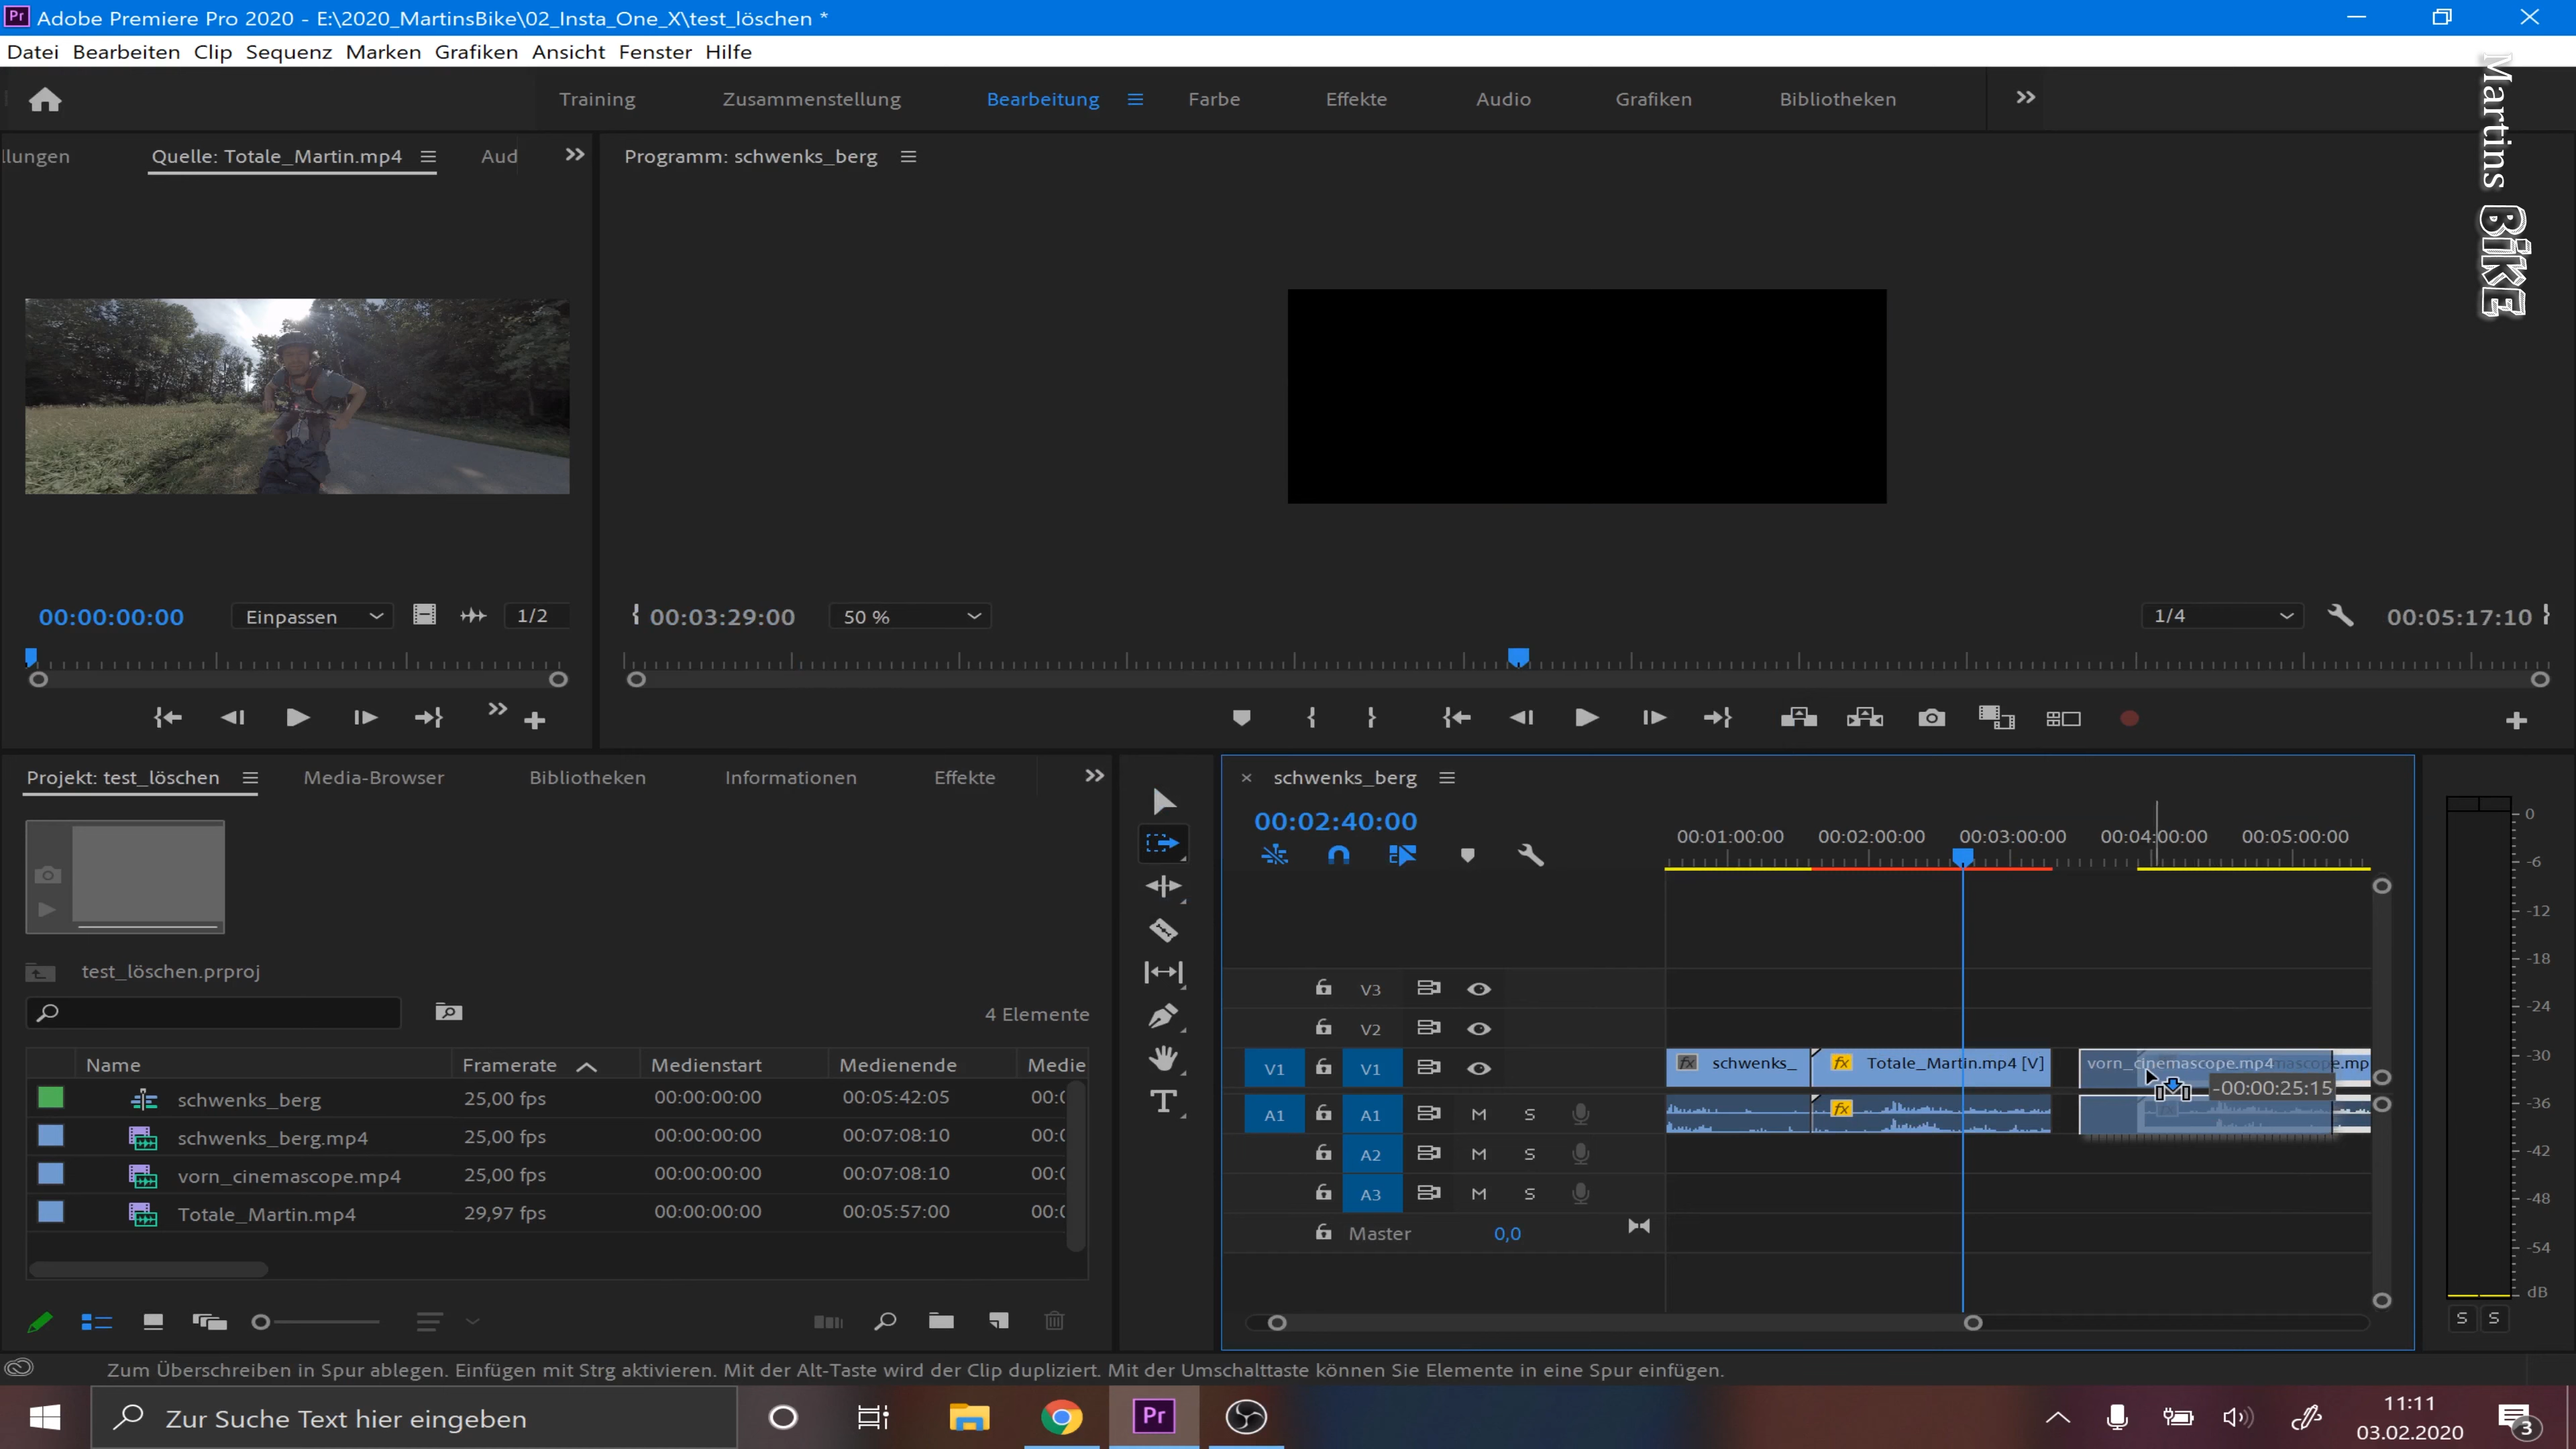 Pr Adobe Premiere Pro 2020 - E:\2020_MartinsBike\02_Insta_One_X\test_löschen *
Datei Bearbeiten Clip Sequenz Marken Grafiken Ansicht Fenster Hilfe
Training Zusammenstellung Bearbeitung Farbe Effekte Audio Grafiken Bibliotheken
Martins BiKE
llungen Quelle: Totale_Martin.mp4 Aud
Programm: schwenks_berg
00:00:00:00 Einpassen 1/2
00:03:29:00 50 % 1/4 00:05:17:10
Projekt: test_löschen Media-Browser Bibliotheken Informationen Effekte
test_löschen.prproj
4 Elemente
Name Framerate Medienstart Medienende Medie
schwenks_berg 25,00 fps 00:00:00:00 00:05:42:05 00:0
schwenks_berg.mp4 25,00 fps 00:00:00:00 00:07:08:10 00:0
vorn_cinemascope.mp4 25,00 fps 00:00:00:00 00:07:08:10 00:0
Totale_Martin.mp4 29,97 fps 00:00:00:00 00:05:57:00 00:0
T
× schwenks_berg
00:02:40:00
00:01:00:00 00:02:00:00 00:03:00:00 00:04:00:00 00:05:00:00
V3
V2
V1 V1 fx schwenks_ fx Totale_Martin.mp4 [V] vorn_cinemascope.mp4 mascope.mp
-00:00:25:15
A1 A1 M S fx
A2 M S
A3 M S
Master 0,0
0
-6
-12
-18
-24
-30
-36
-42
-48
-54
dB
S S
Zum Überschreiben in Spur ablegen. Einfügen mit Strg aktivieren. Mit der Alt-Taste wird der Clip dupliziert. Mit der Umschalttaste können Sie Elemente in eine Spur einfügen.
Zur Suche Text hier eingeben
Pr
11:11
03.02.2020
3